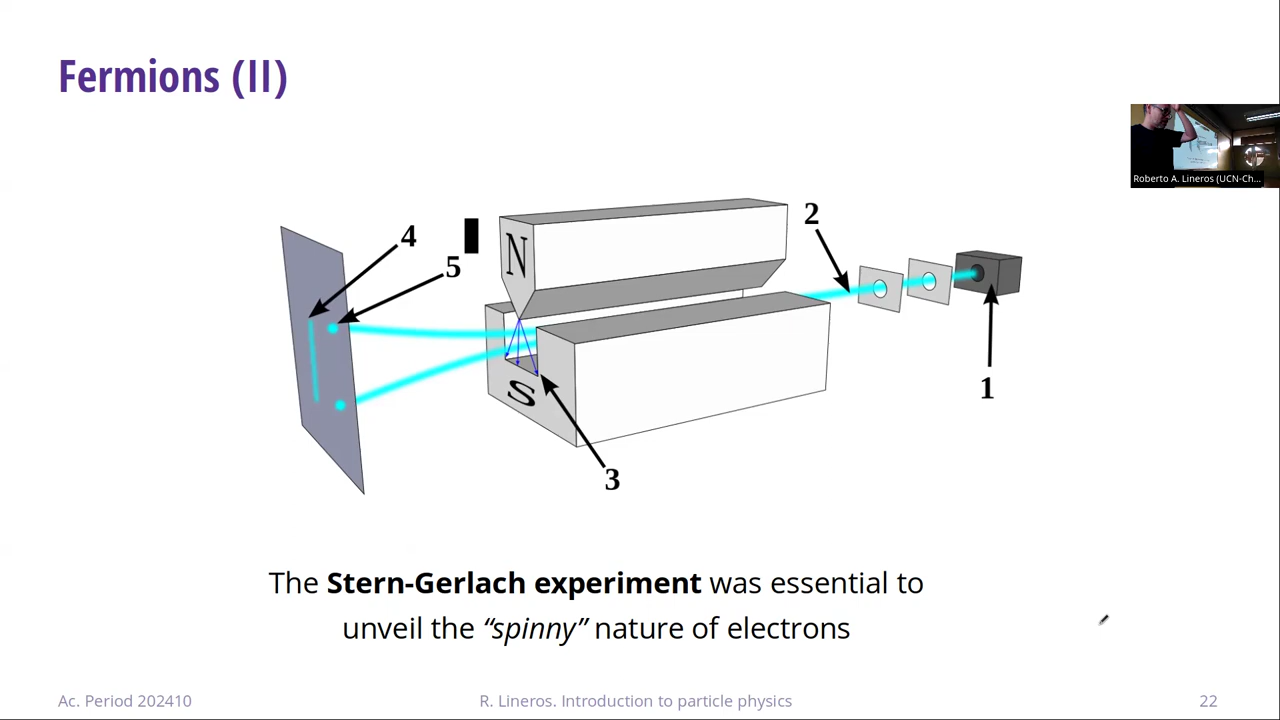 Fermions (II)
Roberto A. Lineros (UCN-Ch...
2
4
N
5
1
S
3
The Stern-Gerlach experiment was essential to
unveil the “spinny” nature of electrons
Ac. Period 202410
R. Lineros. Introduction to particle physics
22